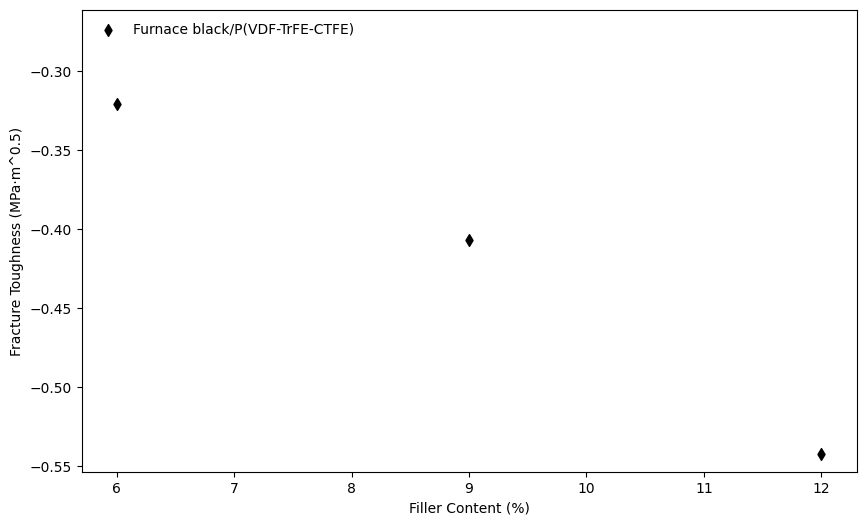 Furnace black/P(VDF-TrFE-CTFE)
−0.30
−0.35
−0.40
−0.45
−0.50
−0.55
Fracture Toughness (MPa·m^0.5)
6 7 8 9 10 11 12
Filler Content (%)